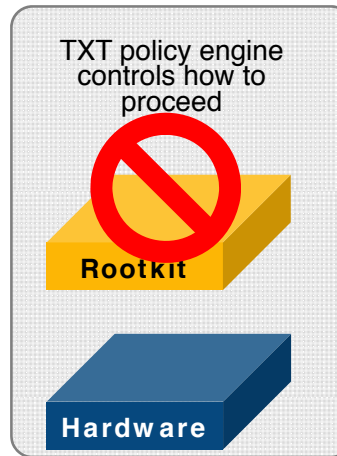 TXT policy engine
controls how to
proceed
Rootkit
Hardware